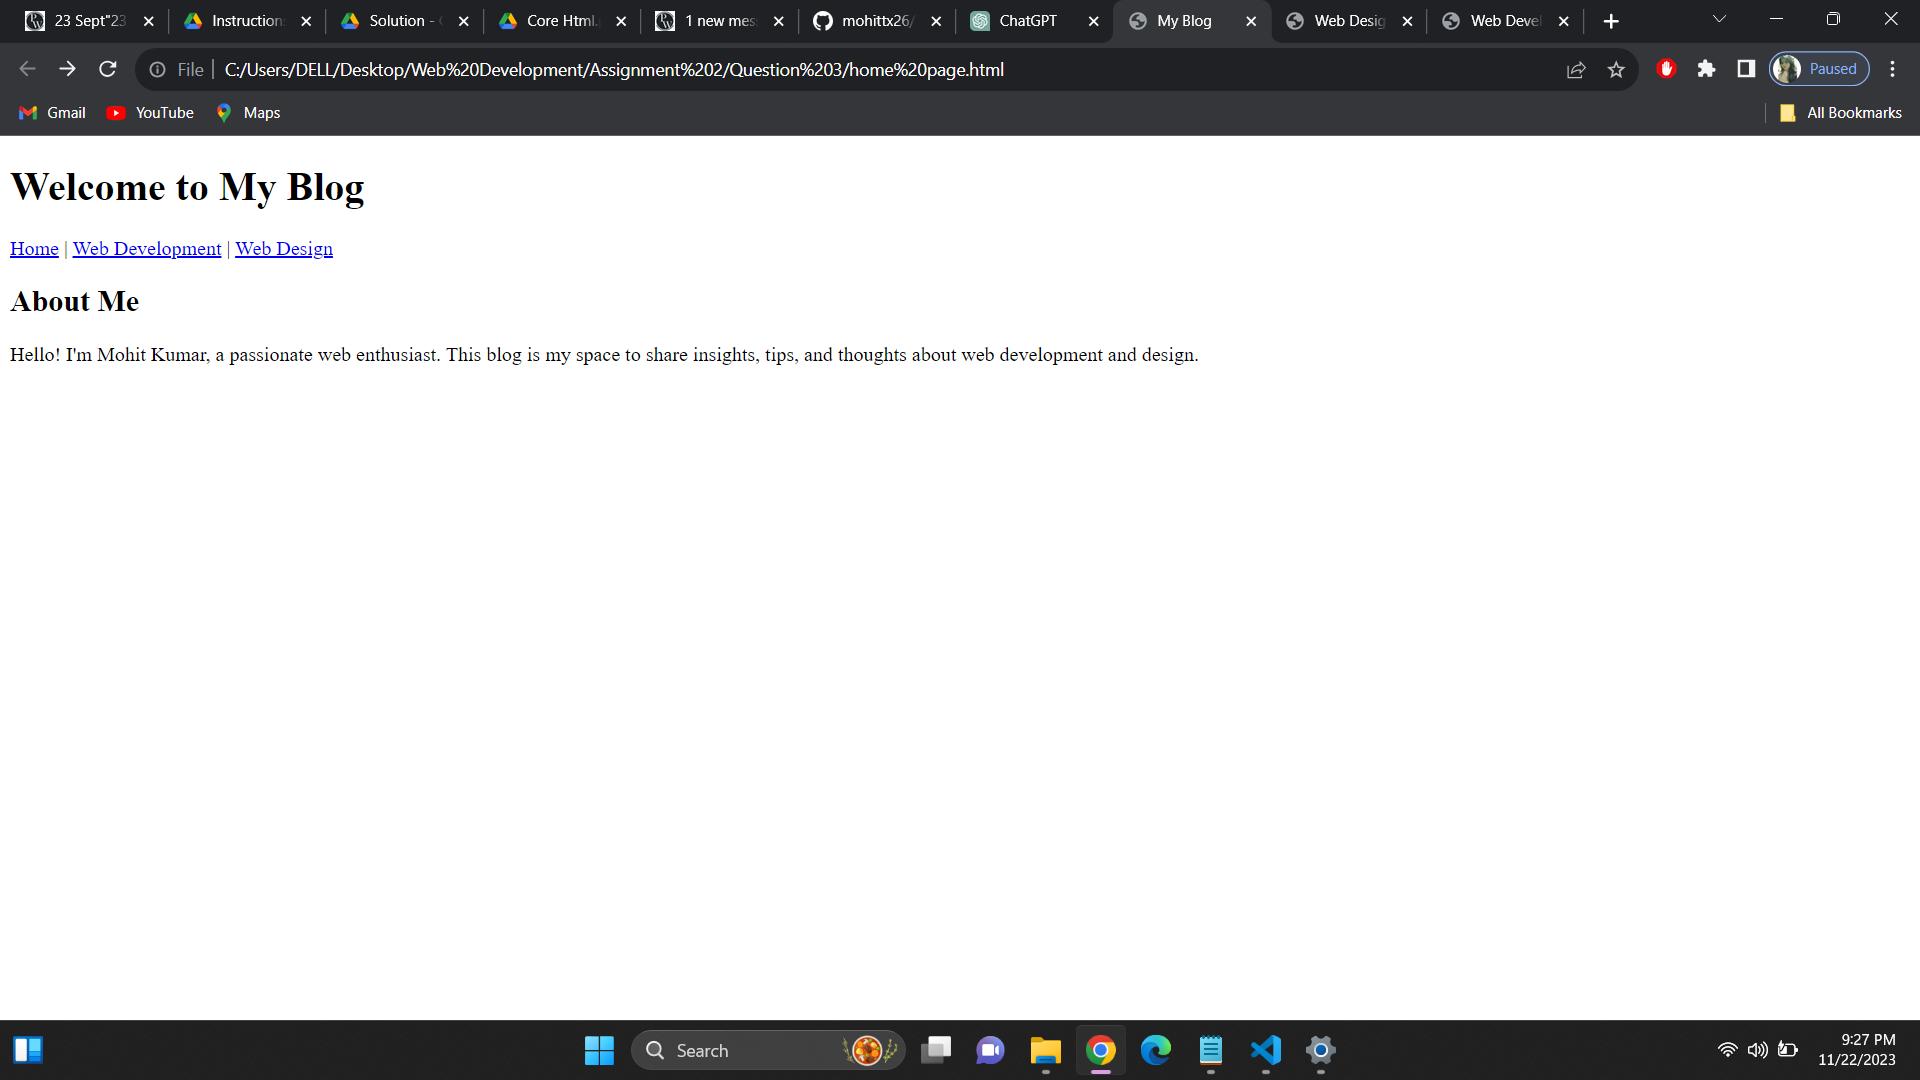 23 Sept"23
Instruction
Solution -
Core Html.
1 new mes
mohittx26/
ChatGPT
My Blog
Web Desig
Web Devel
File
C:/Users/DELL/Desktop/Web%20Development/Assignment%202/Question%203/home%20page.html
Paused
Gmail
YouTube
Maps
All Bookmarks
Welcome to My Blog
Home | Web Development | Web Design
About Me
Hello! I'm Mohit Kumar, a passionate web enthusiast. This blog is my space to share insights, tips, and thoughts about web development and design.
Search
9:27 PM
11/22/2023